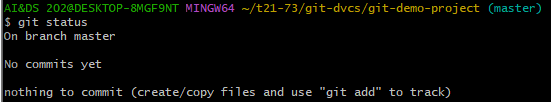 AI&DS 202@DESKTOP-8MGF9NT MINGW64 ~/t21-73/git-dvcs/git-demo-project (master)
$ git status
On branch master
No commits yet
nothing to commit (create/copy files and use "git add" to track)